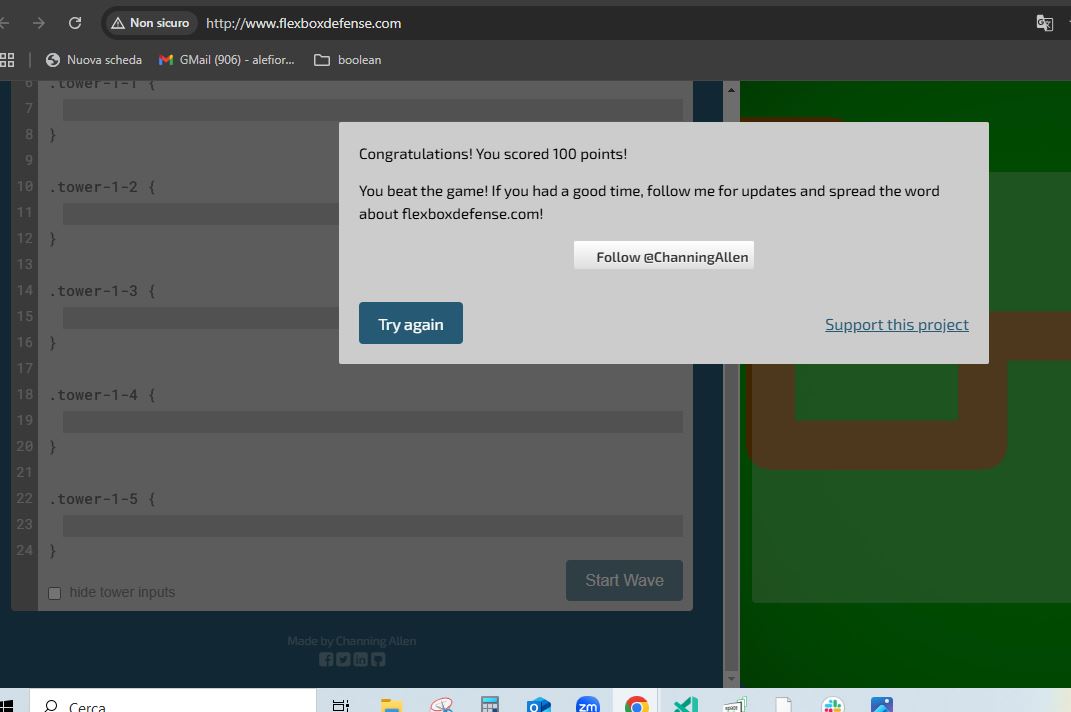 Non sicuro
http://www.flexboxdefense.com
Nuova scheda
GMail (906) - alefior...
boolean
6 .tower-1-1 {
7
8 }
9
10 .tower-1-2 {
11
12 }
13
14 .tower-1-3 {
15
16 }
17
18 .tower-1-4 {
19
20 }
21
22 .tower-1-5 {
23
24 }
hide tower inputs
Start Wave
Made by Channing Allen
Congratulations! You scored 100 points!
You beat the game! If you had a good time, follow me for updates and spread the word
about flexboxdefense.com!
Follow @ChanningAllen
Try again
Support this project
Cerca
zm